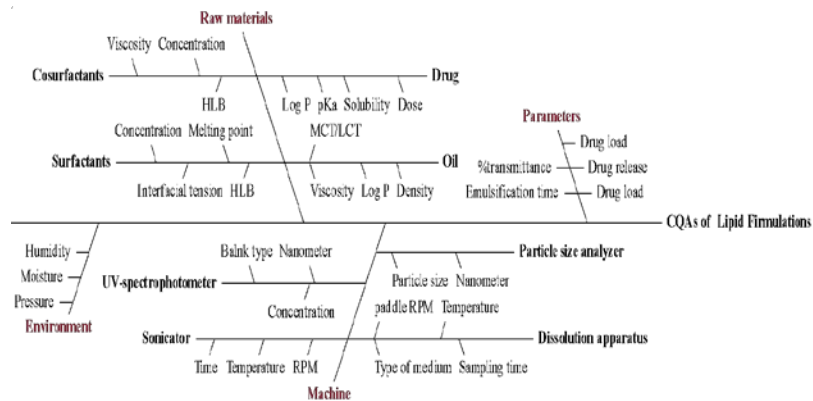 Raw materials
Viscosity Concentration
Cosurfactants Drug
HLB Log P pKa Solubility Dose
Concentration Melting point MCT/LCT
Parameters
Drug load
Surfactants Oil
%transmittance Drug release
Interfacial tension HLB Viscosity Log P Density
Emulsification time Drug load
CQAs of Lipid Firmulations
Humidity
Balnk type Nanometer
Particle size analyzer
Moisture
UV-spectrophotometer
Particle size Nanometer
Pressure
Concentration
paddle RPM Temperature
Environment
Sonicator Dissolution apparatus
Time Temperature RPM Type of medium Sampling time
Machine